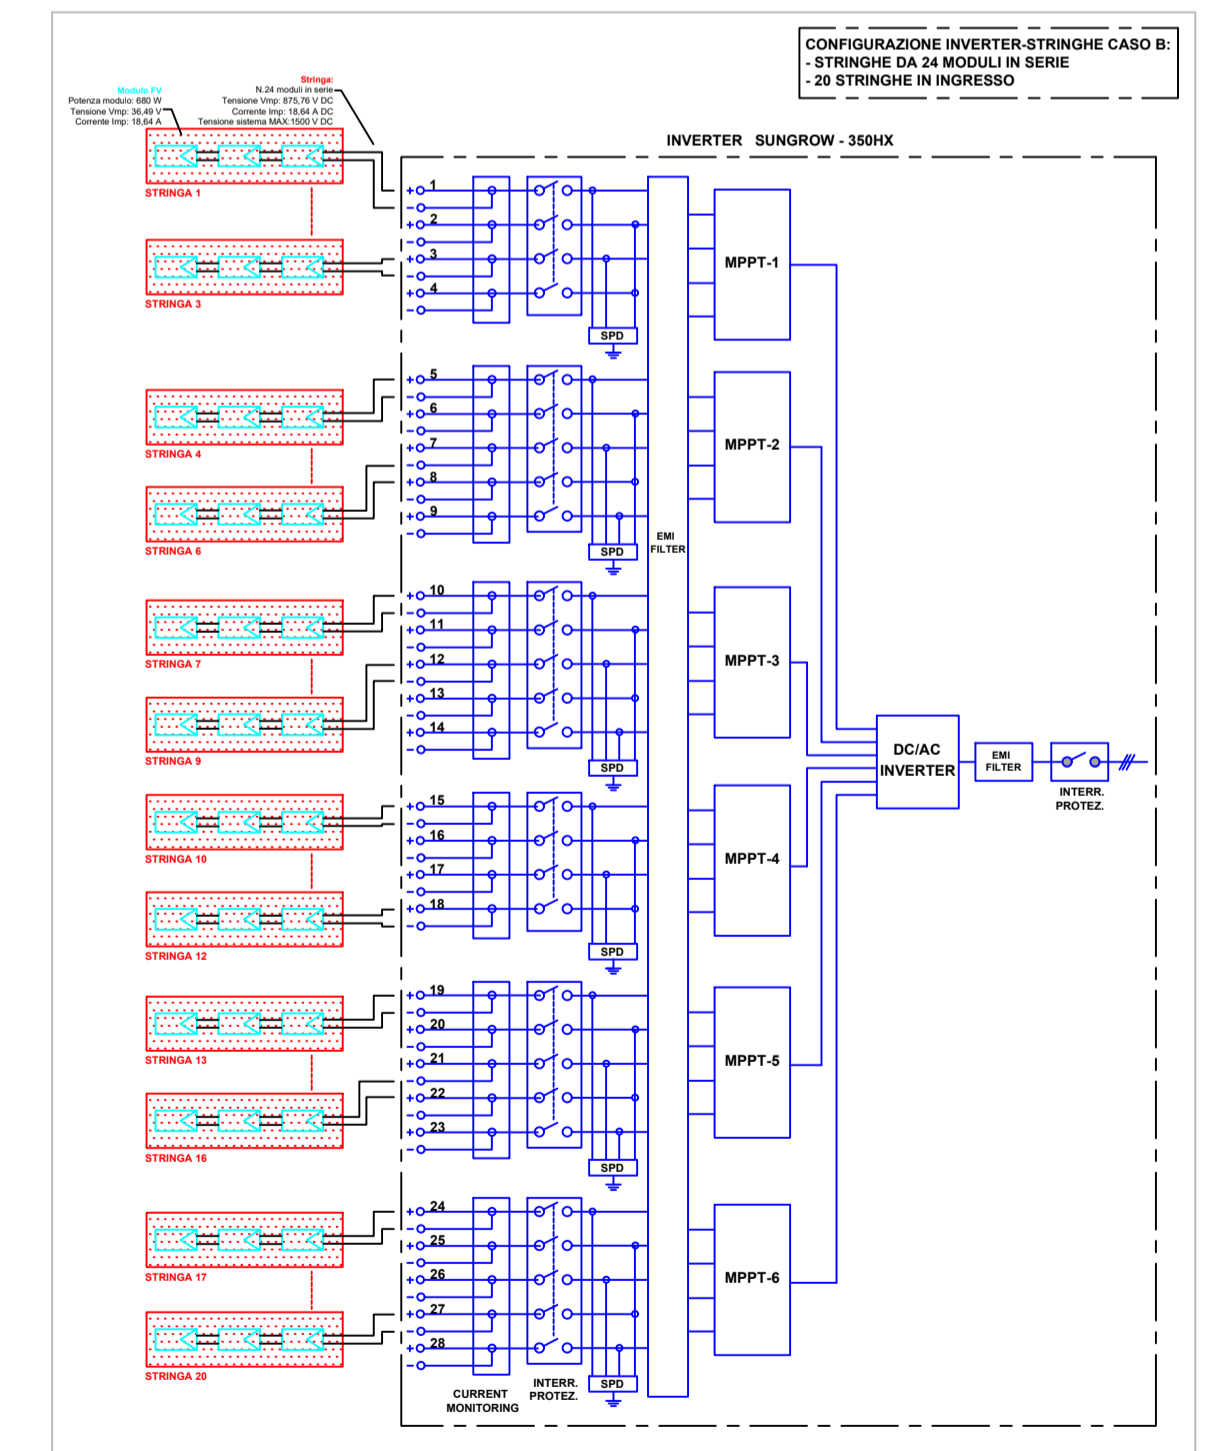 CONFIGURAZIONE INVERTER-STRINGHE CASO B:
- STRINGHE DA 24 MODULI IN SERIE
- 20 STRINGHE IN INGRESSO
Modulo FV
Potenza modulo: 680 W
Tensione Vmp: 36,49 V
Corrente Imp: 18,64 A
Stringa:
N.24 moduli in serie
Tensione Vmp: 875,76 V DC
Corrente Imp: 18,64 A DC
Tensione sistema MAX:1500 V DC
INVERTER SUNGROW - 350HX
STRINGA 1
STRINGA 3
STRINGA 4
STRINGA 6
STRINGA 7
STRINGA 9
STRINGA 10
STRINGA 12
STRINGA 13
STRINGA 16
STRINGA 17
STRINGA 20
+ 1
-
+ 2
-
+ 3
-
+ 4
-
SPD
MPPT-1
+ 5
-
+ 6
-
+ 7
-
+ 8
-
+ 9
-
SPD
MPPT-2
EMI
FILTER
+ 10
-
+ 11
-
+ 12
-
+ 13
-
+ 14
-
SPD
MPPT-3
+ 15
-
+ 16
-
+ 17
-
+ 18
-
SPD
MPPT-4
+ 19
-
+ 20
-
+ 21
-
+ 22
-
+ 23
-
SPD
MPPT-5
+ 24
-
+ 25
-
+ 26
-
+ 27
-
+ 28
-
SPD
MPPT-6
CURRENT
MONITORING
INTERR.
PROTEZ.
DC/AC
INVERTER
EMI
FILTER
INTERR.
PROTEZ.